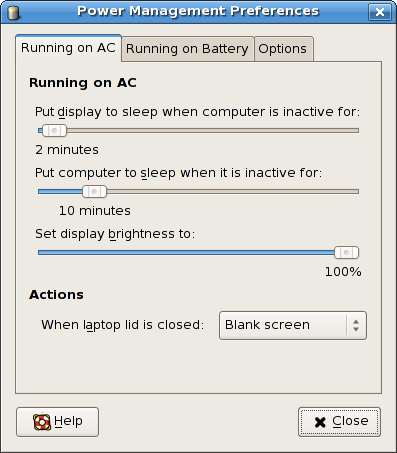 Power Management Preferences
Running on AC Running on Battery Options
Running on AC
Put display to sleep when computer is inactive for:
2 minutes
Put computer to sleep when it is inactive for:
10 minutes
Set display brightness to:
100%
Actions
When laptop lid is closed: Blank screen
Help Close